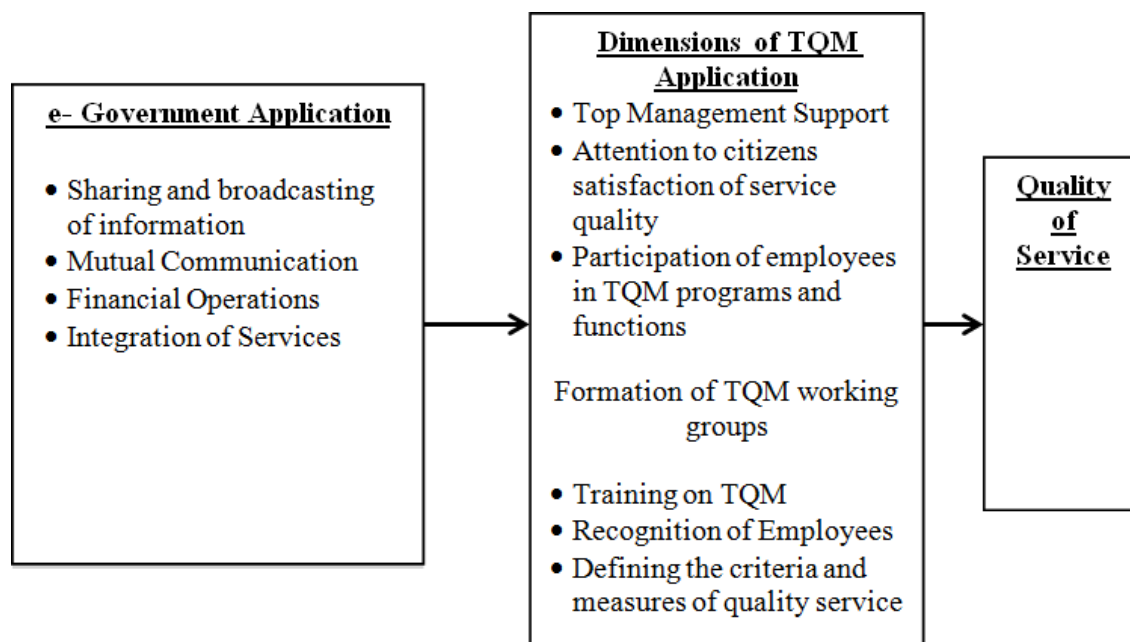 e- Government Application
• Sharing and broadcasting
of information
• Mutual Communication
• Financial Operations
• Integration of Services
Dimensions of TQM
Application
• Top Management Support
• Attention to citizens
satisfaction of service
quality
• Participation of employees
in TQM programs and
functions
Formation of TQM working
groups
• Training on TQM
• Recognition of Employees
• Defining the criteria and
measures of quality service
Quality
of
Service